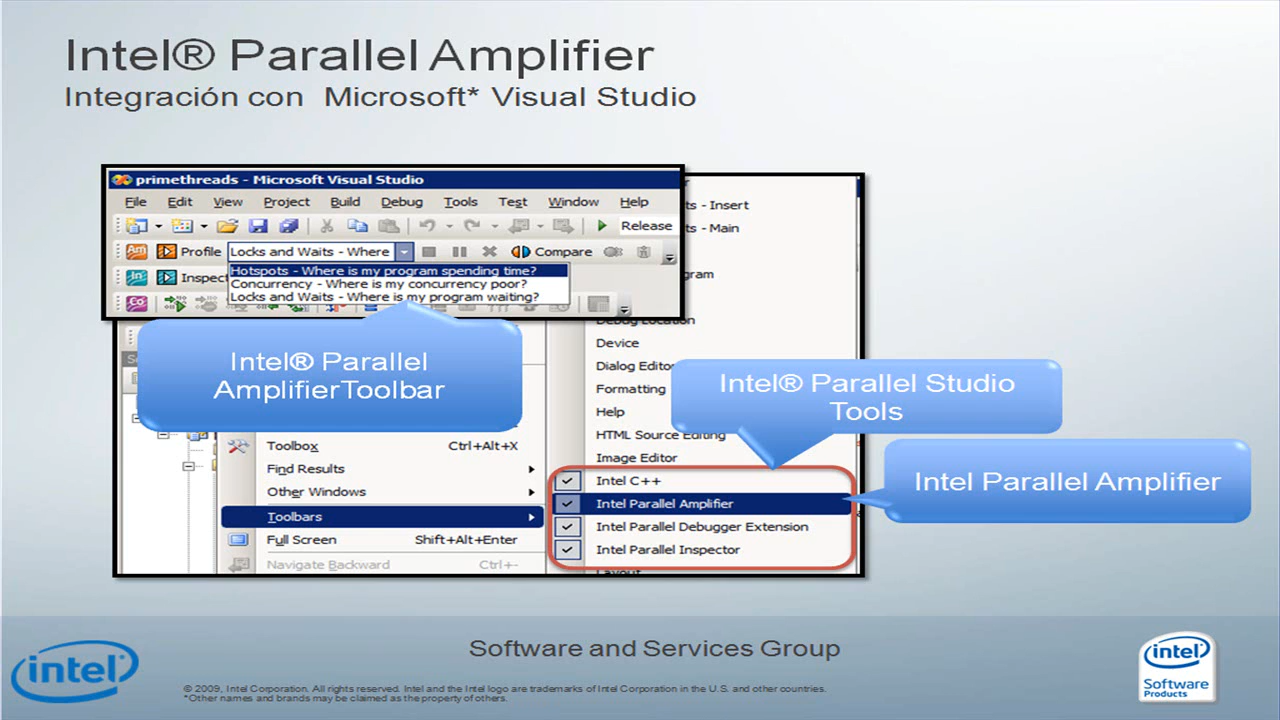 Intel® Parallel Amplifier
Integración con Microsoft* Visual Studio
primethreads - Microsoft Visual Studio
File Edit View Project Build Debug Tools Test Window Help
Release
Am Profile Locks and Waits - Where Compare
Hotspots - Where is my program spending time?
Concurrency - Where is my concurrency poor?
Locks and Waits - Where is my program waiting?
In Inspect
Co
s - Insert
s - Main
gram
Debug Location
Device
Dialog Edito
Formatting
Help
HTML Source Editing
Image Editor
Intel C++
Intel Parallel Amplifier
Intel Parallel Debugger Extension
Intel Parallel Inspector
Layout
Intel® Parallel
AmplifierToolbar
Toolbox Ctrl+Alt+X
Find Results
Other Windows
Toolbars
Full Screen Shift+Alt+Enter
Navigate Backward Ctrl+-
Intel® Parallel Studio
Tools
Intel Parallel Amplifier
Software and Services Group
intel
© 2009, Intel Corporation. All rights reserved. Intel and the Intel logo are trademarks of Intel Corporation in the U.S. and other countries.
*Other names and brands may be claimed as the property of others.
intel
Software
Products